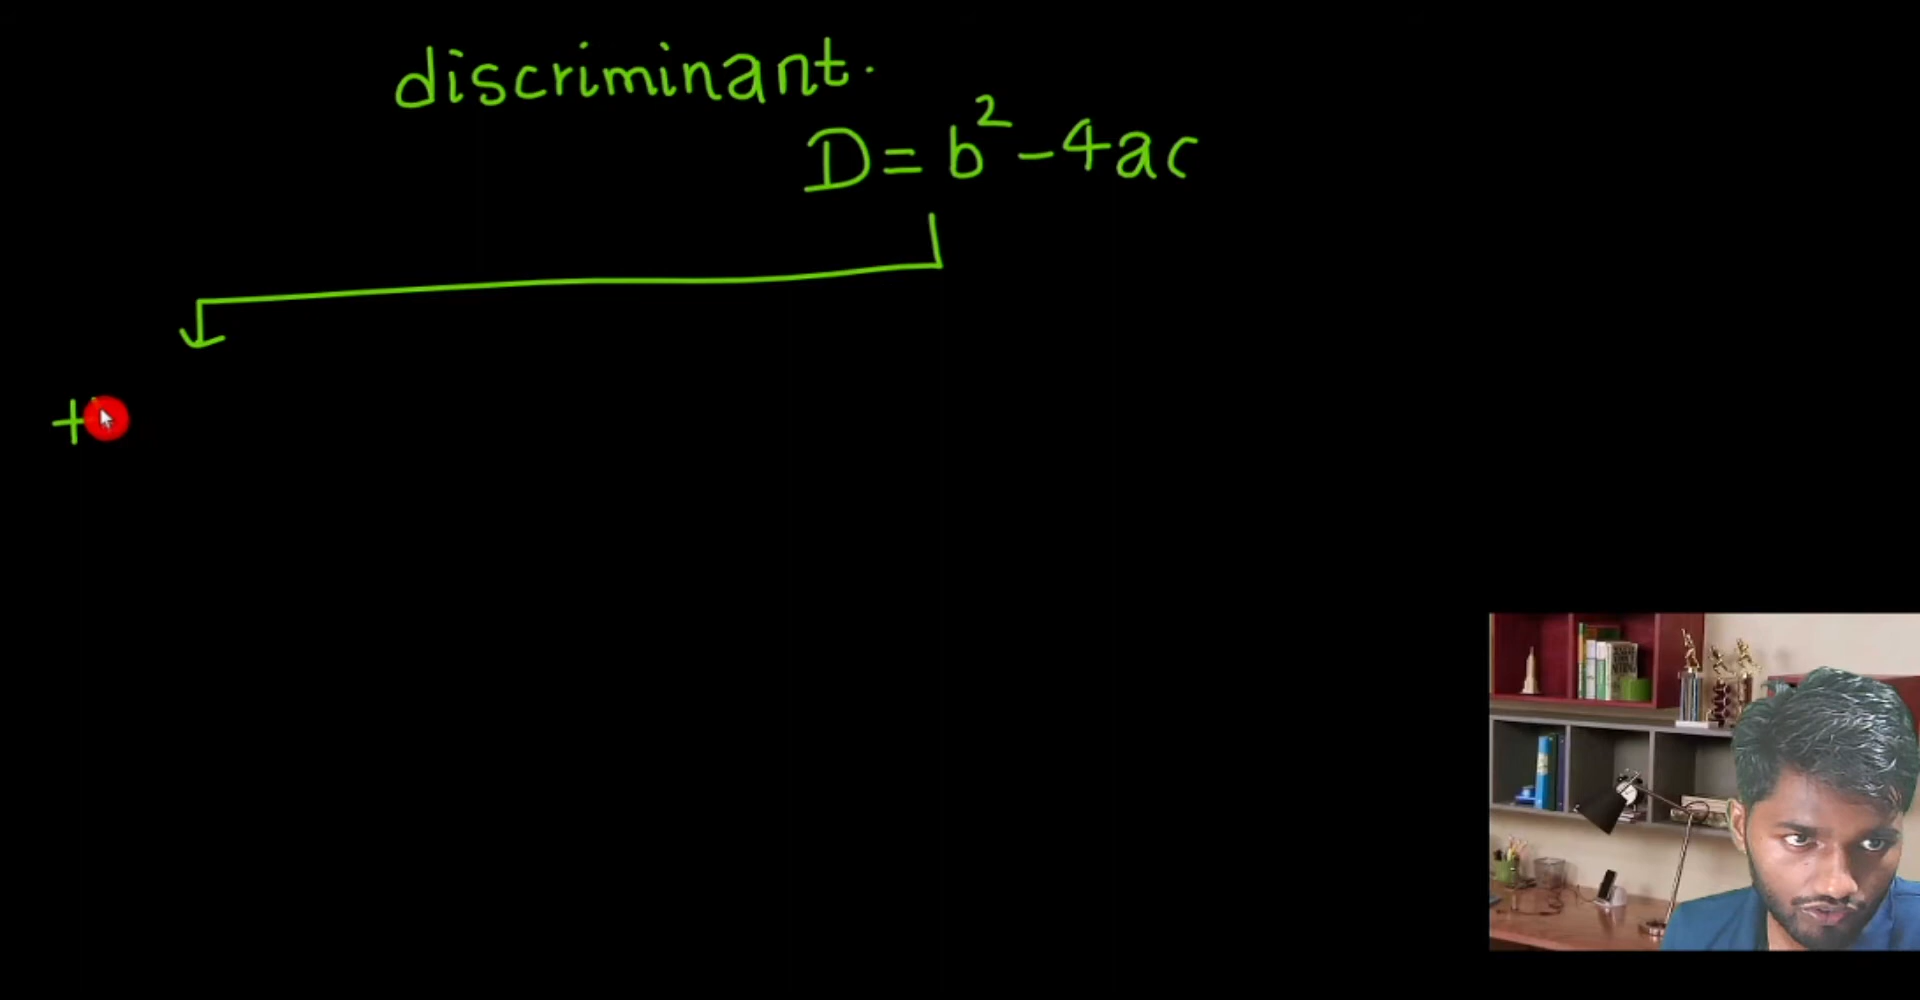 discriminant.
D = b² - 4ac
+